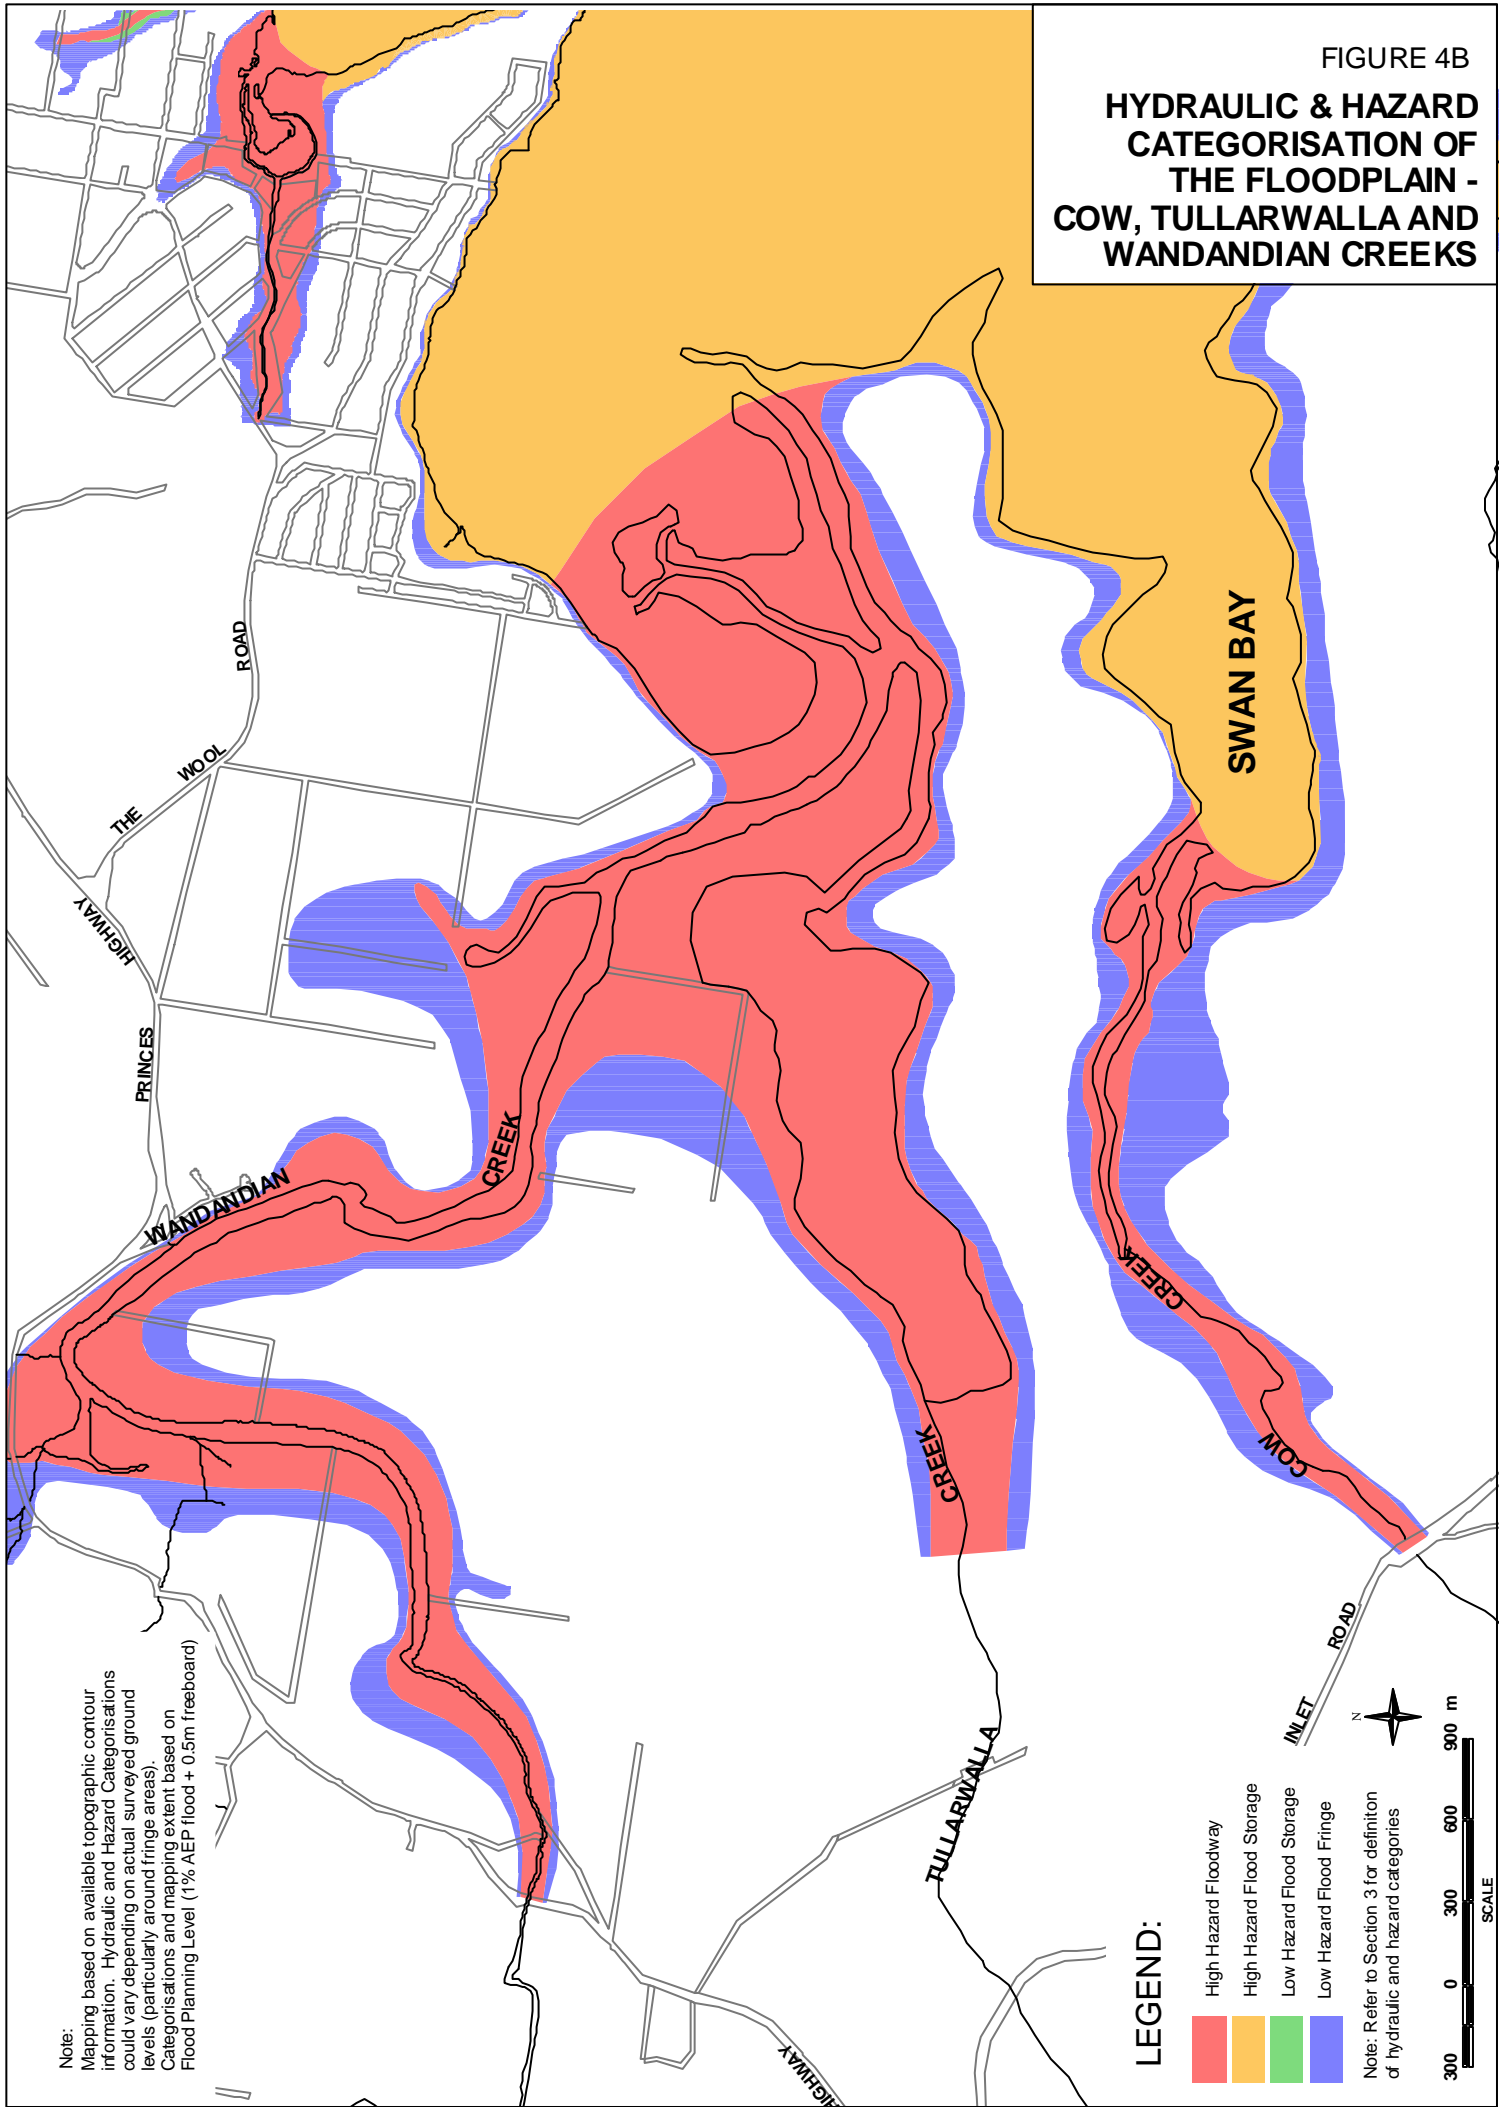 FIGURE 4B
HYDRAULIC & HAZARD
CATEGORISATION OF
THE FLOODPLAIN -
COW, TULLARWALLA AND
WANDANDIAN CREEKS
ROAD
WOOL
THE
HIGHWAY
PRINCES
WANDANDIAN
CREEK
SWAN BAY
CREEK
COW
CREEK
TULLARWALLA
INLET
ROAD
HIGHWAY
Note:
Mapping based on available topographic contour
information. Hydraulic and Hazard Categorisations
could vary depending on actual surveyed ground
levels (particularly around fringe areas).
Categorisations and mapping extent based on
Flood Planning Level (1% AEP flood + 0.5m freeboard)
LEGEND:
High Hazard Floodway
High Hazard Flood Storage
Low Hazard Flood Storage
Low Hazard Flood Fringe
Note: Refer to Section 3 for definiton
of hydraulic and hazard categories
N
300 0 300 600 900 m
SCALE